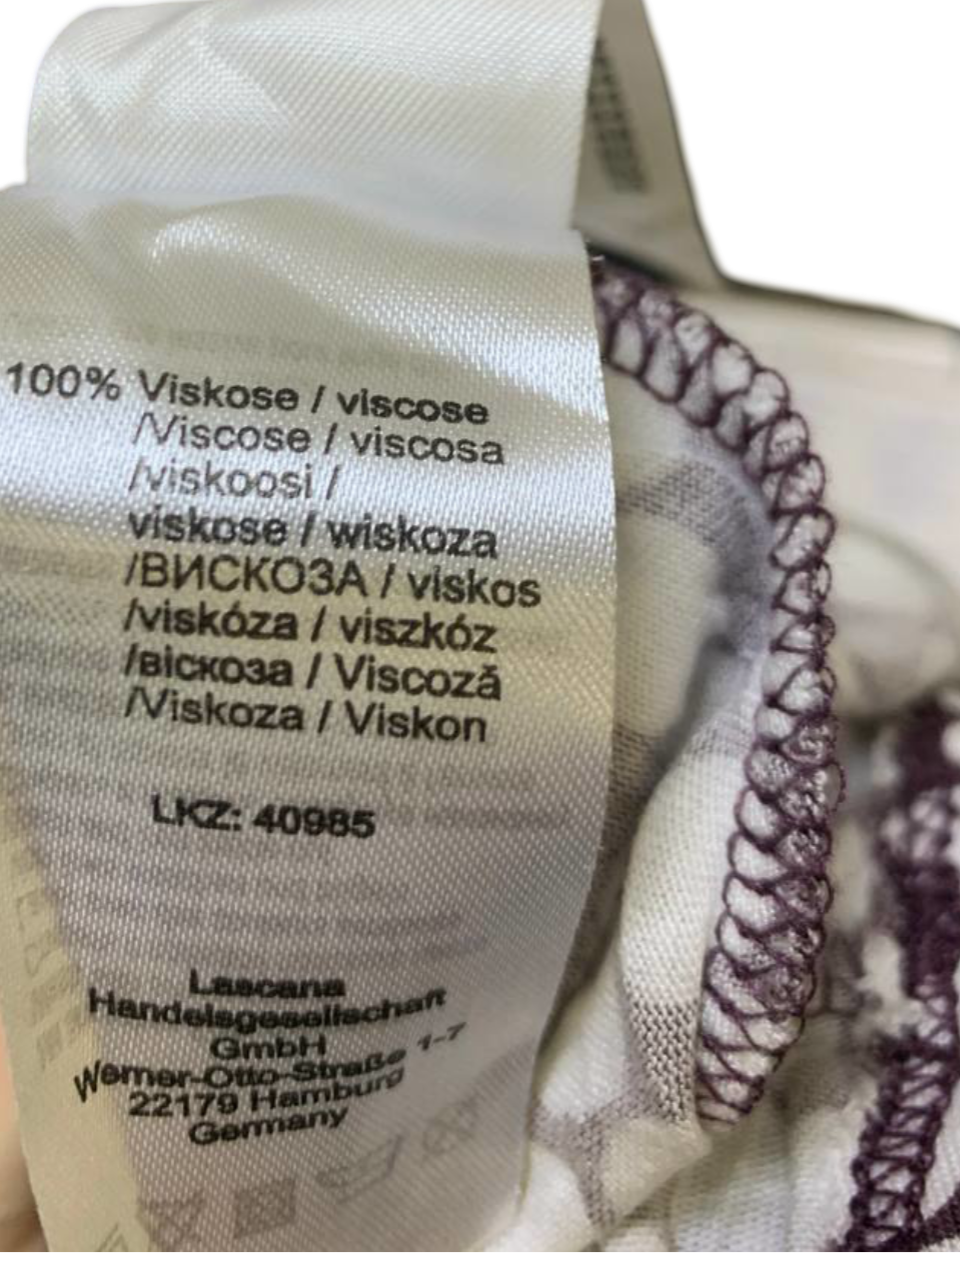 100% Viskose / viscose
/Viscose / viscosa
/viskoosi /
viskose / wiskoza
/ВИСКОЗА / viskos
/viskóza / viszkóz
/віскоза / Viscoză
/Viskoza / Viskon
LKZ: 40985
Lascana
Handelsgesellschaft
GmbH
Werner-Otto-Straße 1-7
22179 Hamburg
Germany